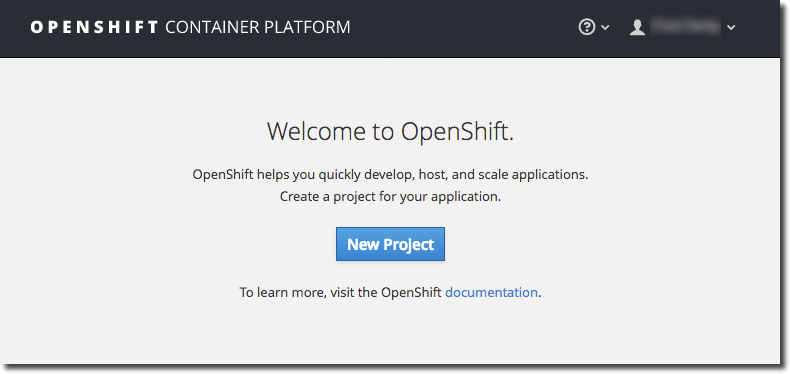 OPENSHIFT CONTAINER PLATFORM
Welcome to OpenShift.
OpenShift helps you quickly develop, host, and scale applications.
Create a project for your application.
New Project
To learn more, visit the OpenShift documentation.